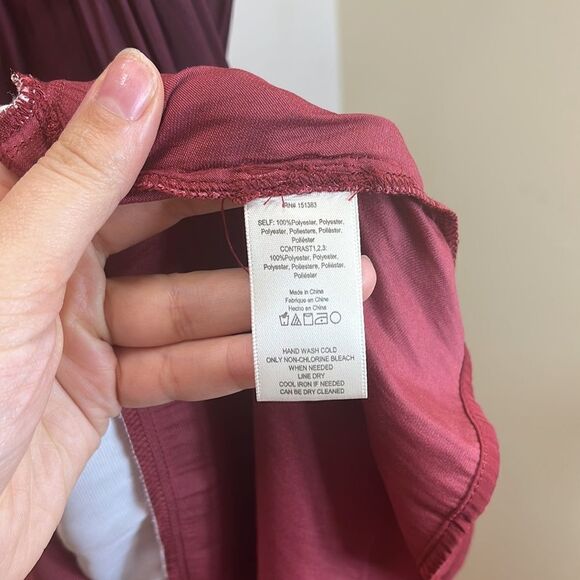 RN# 151383
SELF: 100%Polyester, Polyester,
Polyester, Poliestere, Poliéster,
Poliéster
CONTRAST1,2,3:
100%Polyester, Polyester,
Polyester, Poliestere, Poliéster,
Poliéster
Made in China
Fabriqué en Chine
Hecho en China
HAND WASH COLD
ONLY NON-CHLORINE BLEACH
WHEN NEEDED
LINE DRY
COOL IRON IF NEEDED
CAN BE DRY CLEANED